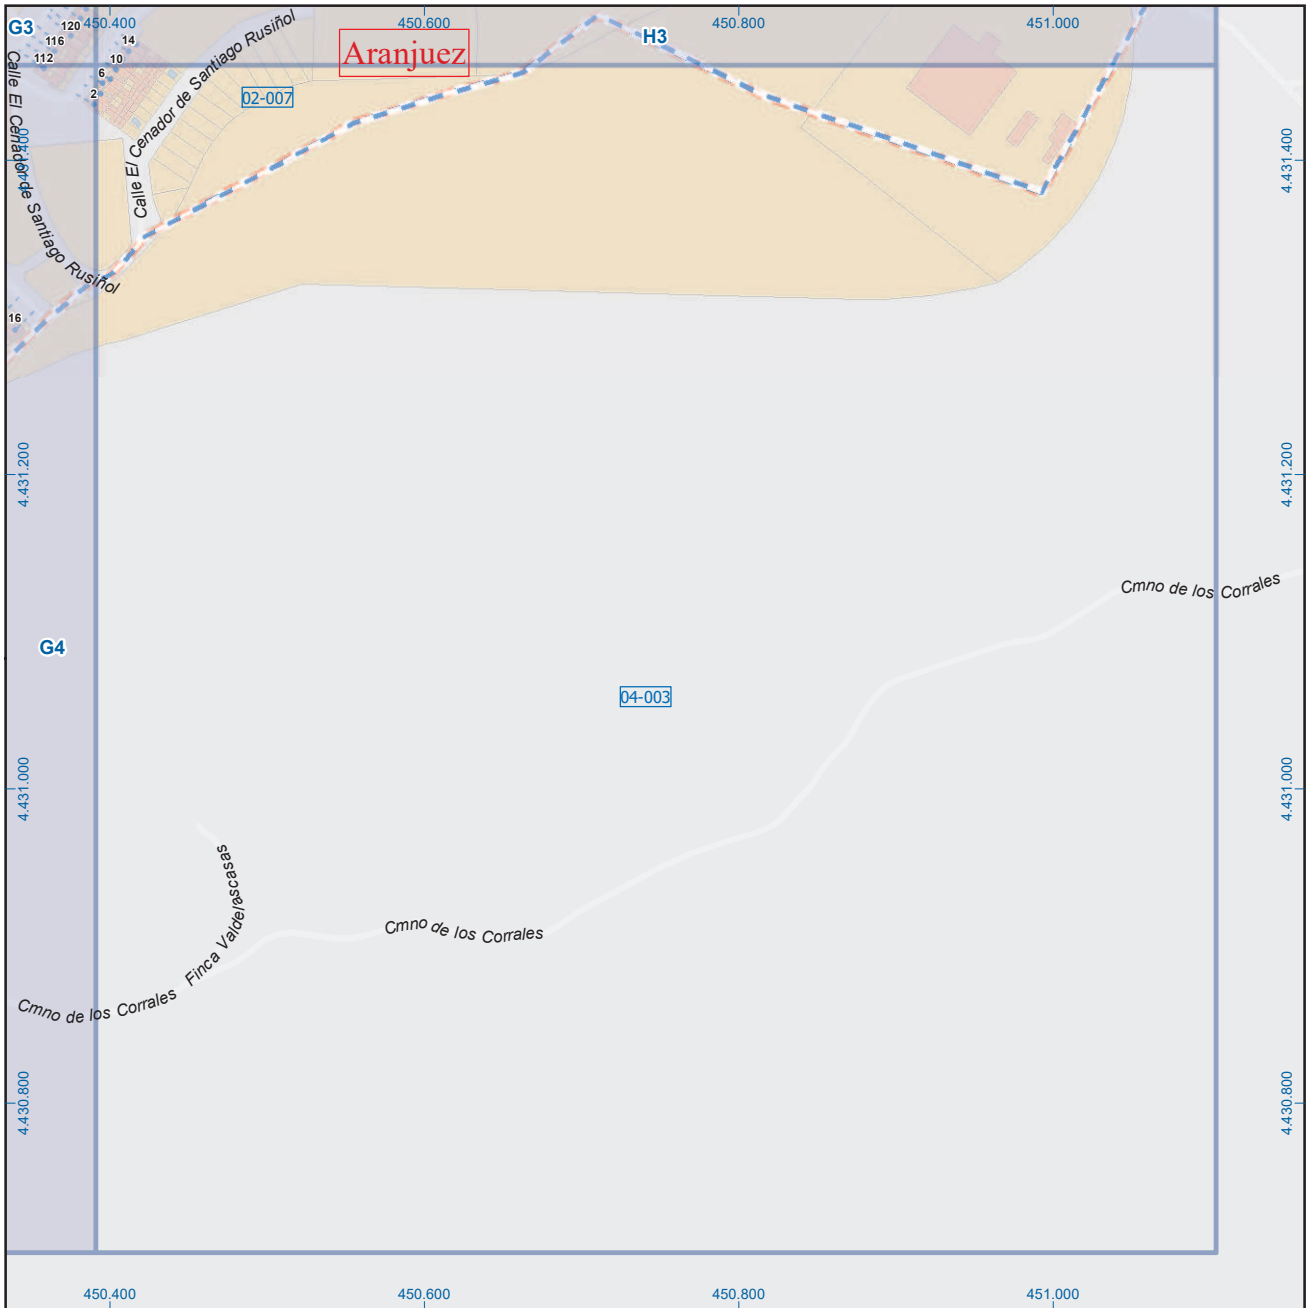 G3
450.400
450.600
450.800
451.000
H3
120
116
112
14
10
6
2
Aranjuez
02-007
Calle El Cenador de Santiago Rusiñol
Calle El Cenador de Santiago Rusiñol
4.431.400
4.431.400
16
4.431.200
4.431.200
Cmno de los Corrales
G4
04-003
4.431.000
4.431.000
Finca Valdelascasas
Cmno de los Corrales
Cmno de los Corrales
4.430.800
4.430.800
450.400
450.600
450.800
451.000